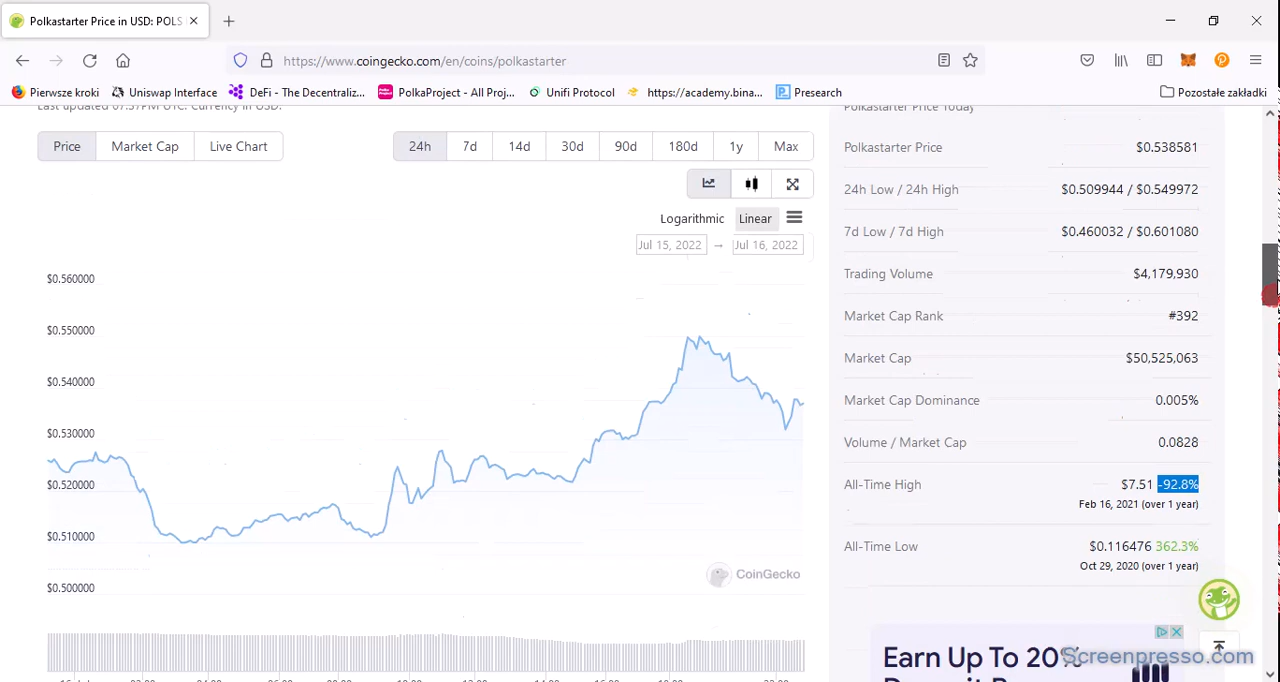 Polkastarter Price in USD: POLS
https://www.coingecko.com/en/coins/polkastarter
Pierwsze kroki
Uniswap Interface
DeFi - The Decentraliz...
PolkaProject - All Proj...
Unifi Protocol
https://academy.bina...
Presearch
Pozostałe zakładki
Price
Market Cap
Live Chart
24h
7d
14d
30d
90d
180d
1y
Max
Logarithmic
Linear
Jul 15, 2022 → Jul 16, 2022
$0.560000
$0.550000
$0.540000
$0.530000
$0.520000
$0.510000
$0.500000
CoinGecko
Polkastarter Price Today
Polkastarter Price $0.538581
24h Low / 24h High $0.509944 / $0.549972
7d Low / 7d High $0.460032 / $0.601080
Trading Volume $4,179,930
Market Cap Rank #392
Market Cap $50,525,063
Market Cap Dominance 0.005%
Volume / Market Cap 0.0828
All-Time High $7.51 -92.8%
Feb 16, 2021 (over 1 year)
All-Time Low $0.116476 362.3%
Oct 29, 2020 (over 1 year)
Earn Up To 20%
Screenpresso.com